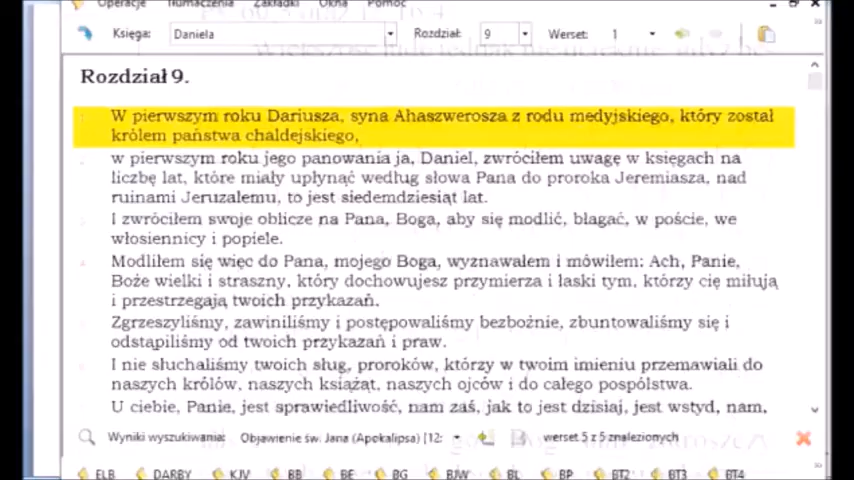 Operacje Tłumaczenia Zakładki Okna Pomoc
Księga: Daniela Rozdział: 9 Werset: 1
Rozdział 9.
W pierwszym roku Dariusza, syna Ahaszwerosza z rodu medyjskiego, który został
królem państwa chaldejskiego,
w pierwszym roku jego panowania ja, Daniel, zwróciłem uwagę w księgach na
liczbę lat, które miały upłynąć według słowa Pana do proroka Jeremiasza, nad
ruinami Jeruzalemu, to jest siedemdziesiąt lat.
I zwróciłem swoje oblicze na Pana, Boga, aby się modlić, błagać, w poście, we
włosiennicy i popiele.
Modliłem się więc do Pana, mojego Boga, wyznawałem i mówiłem: Ach, Panie,
Boże wielki i straszny, który dochowujesz przymierza i łaski tym, którzy cię miłują
i przestrzegają twoich przykazań.
Zgrzeszyliśmy, zawiniliśmy i postępowaliśmy bezbożnie, zbuntowaliśmy się i
odstąpiliśmy od twoich przykazań i praw.
I nie słuchaliśmy twoich sług, proroków, którzy w twoim imieniu przemawiali do
naszych królów, naszych książąt, naszych ojców i do całego pospólstwa.
U ciebie, Panie, jest sprawiedliwość, nam zaś, jak to jest dzisiaj, jest wstyd, nam,
Wyniki wyszukiwania: Objawienie św. Jana (Apokalipsa) [12: werset 5 z 5 znalezionych
ELB DARBY KJV BB BE BG BJW BL BP BT2 BT3 BT4